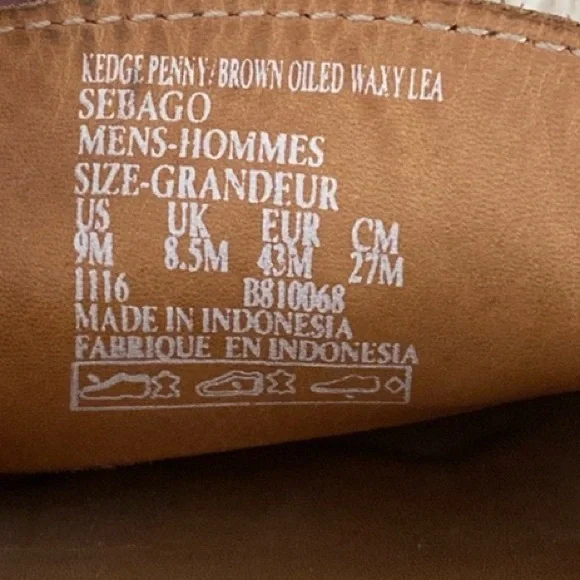 KEDGE PENNY/BROWN OILED WAXY LEA
SEBAGO
MENS-HOMMES
SIZE-GRANDEUR
US UK EUR CM
9M 8.5M 43M 27M
1116 B810068
MADE IN INDONESIA
FABRIQUE EN INDONESIA